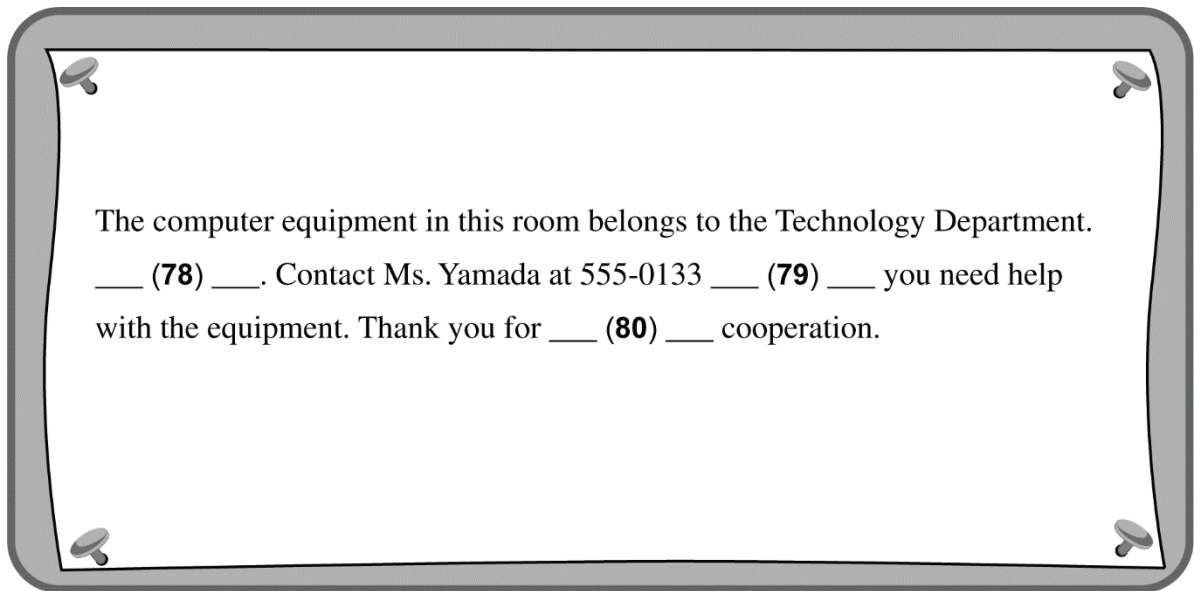 The computer equipment in this room belongs to the Technology Department.
___ (78) ___. Contact Ms. Yamada at 555-0133 ___ (79) ___ you need help
with the equipment. Thank you for ___ (80) ___ cooperation.